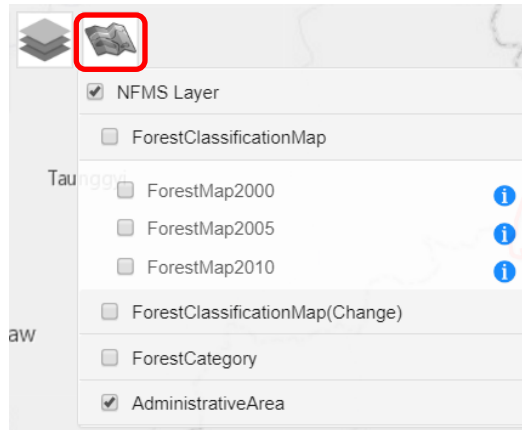 NFMS Layer
ForestClassificationMap
Taunggyi
ForestMap2000
ForestMap2005
ForestMap2010
ForestClassificationMap(Change)
aw
ForestCategory
AdministrativeArea